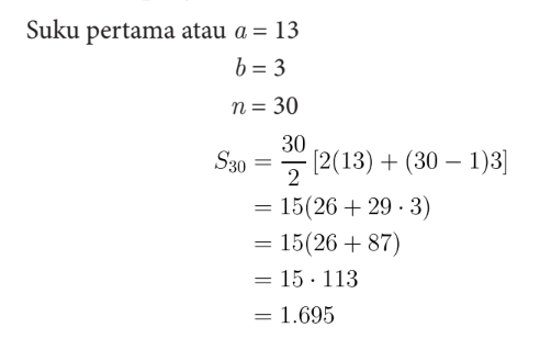 Suku pertama atau a = 13
b = 3
n = 30
S₃₀ = 30/2 [2(13) + (30 − 1)3]
= 15(26 + 29 · 3)
= 15(26 + 87)
= 15 · 113
= 1.695